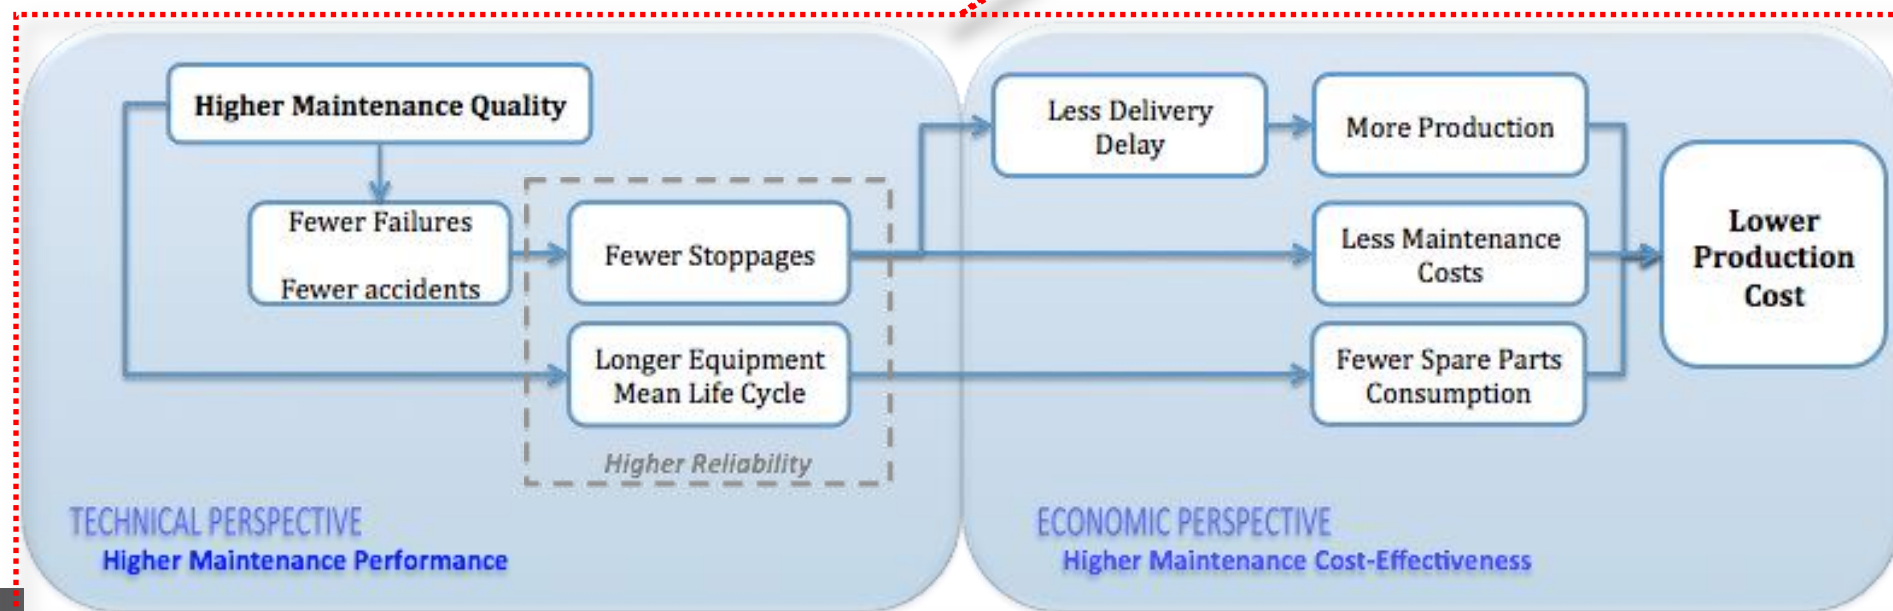 Higher Maintenance Quality
Fewer Failures
Fewer accidents
Fewer Stoppages
Longer Equipment
Mean Life Cycle
Higher Reliability
TECHNICAL PERSPECTIVE
Higher Maintenance Performance
Less Delivery
Delay
More Production
Less Maintenance
Costs
Fewer Spare Parts
Consumption
Lower
Production
Cost
ECONOMIC PERSPECTIVE
Higher Maintenance Cost-Effectiveness